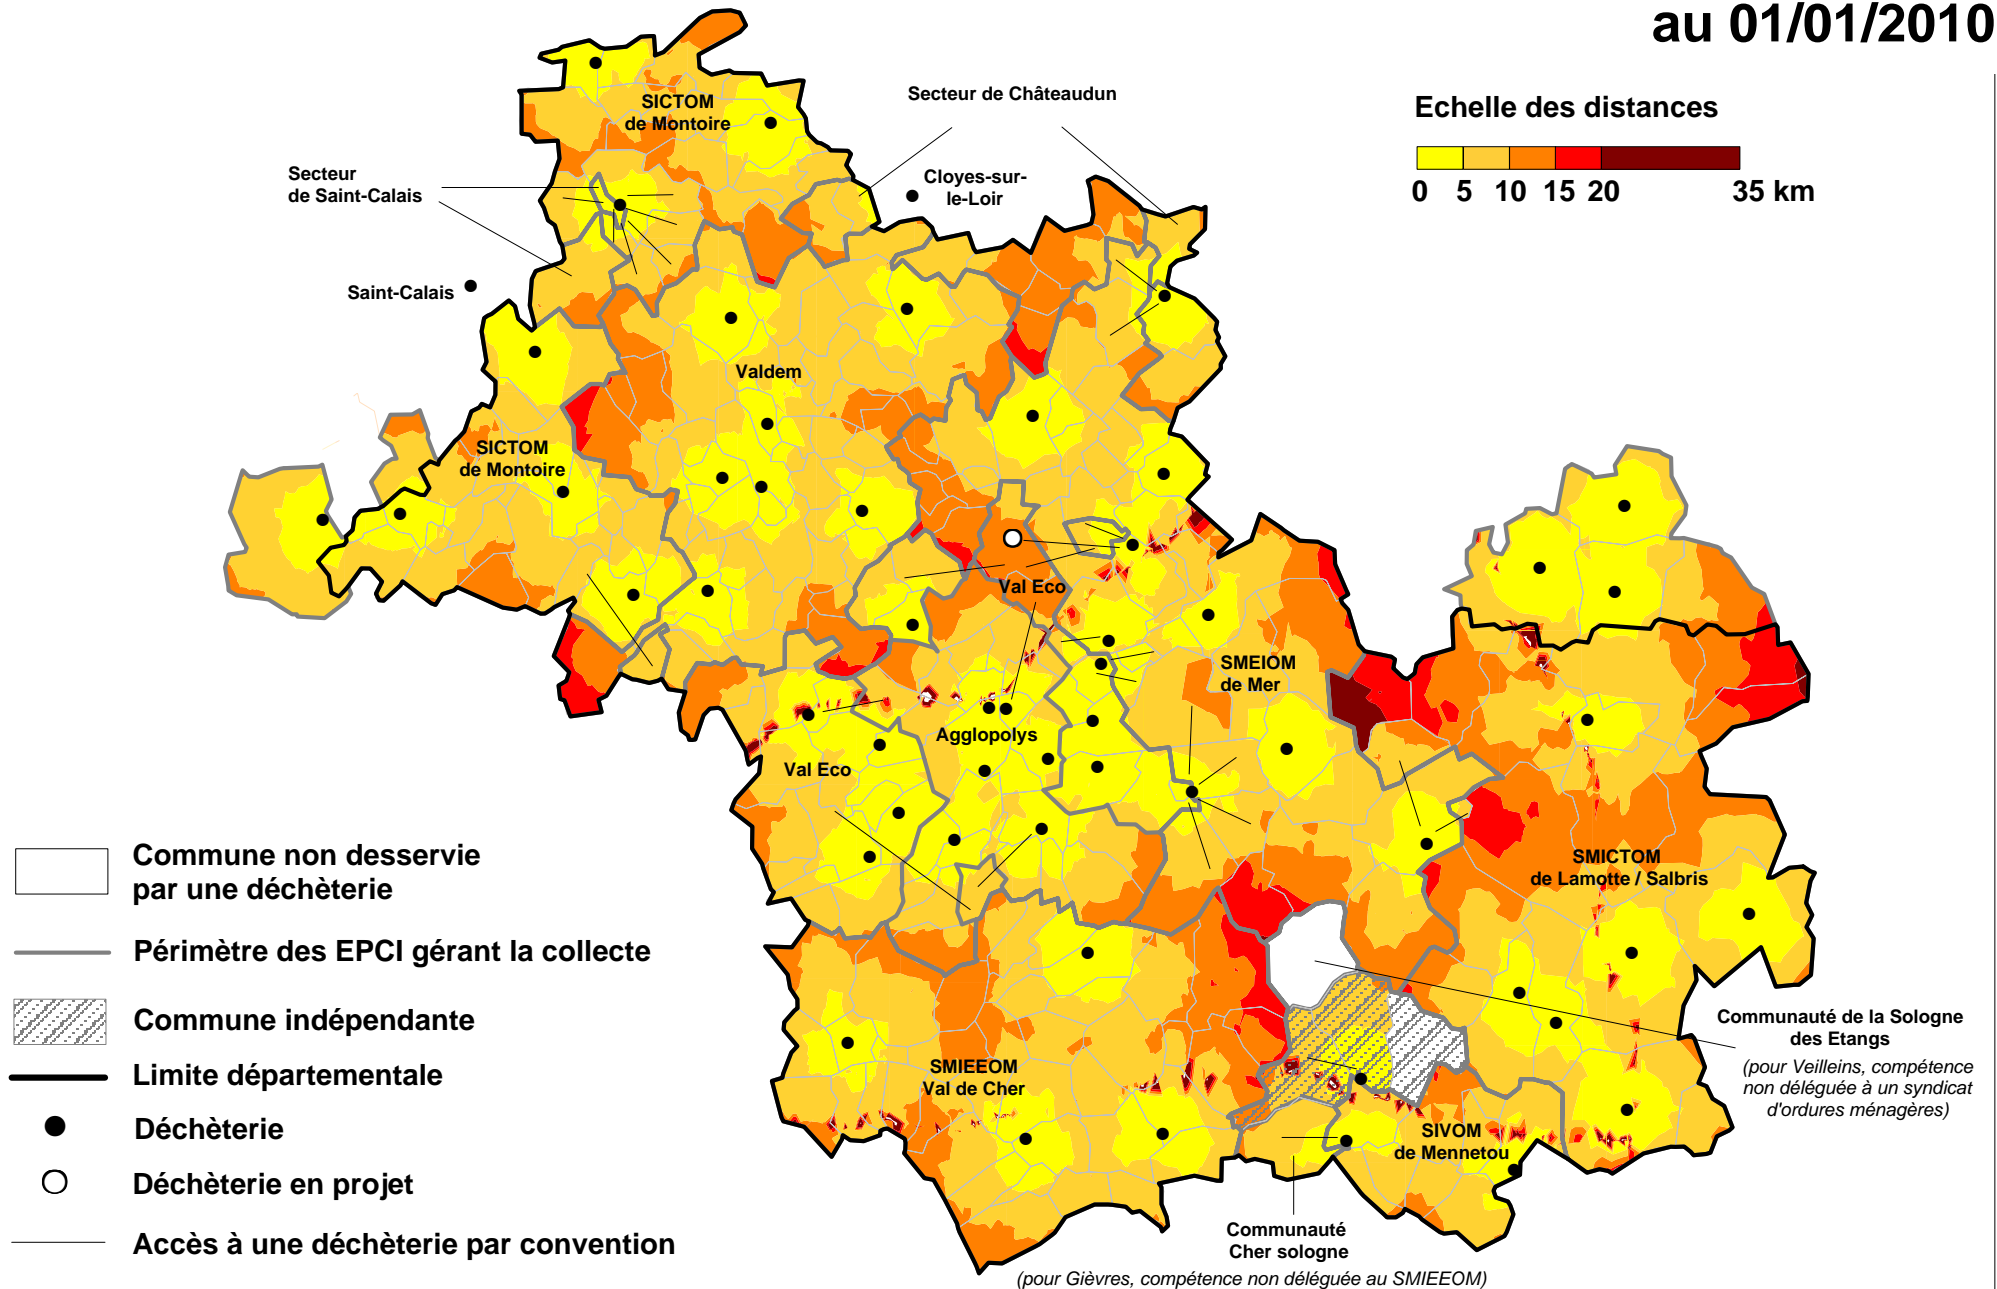 au 01/01/2010
Echelle des distances
0 5 10 15 20 35 km
Secteur de Châteaudun
SICTOM
de Montoire
Secteur
de Saint-Calais
Cloyes-sur-
le-Loir
Saint-Calais
Valdem
SICTOM
de Montoire
Val Eco
SMEIOM
de Mer
Agglopolys
Val Eco
SMICTOM
de Lamotte / Salbris
SMIEEOM
Val de Cher
SIVOM
de Mennetou
Communauté de la Sologne
des Etangs
(pour Veilleins, compétence
non déléguée à un syndicat
d'ordures ménagères)
Communauté
Cher sologne
(pour Gièvres, compétence non déléguée au SMIEEOM)
Commune non desservie
par une déchèterie
Périmètre des EPCI gérant la collecte
Commune indépendante
Limite départementale
Déchèterie
Déchèterie en projet
Accès à une déchèterie par convention